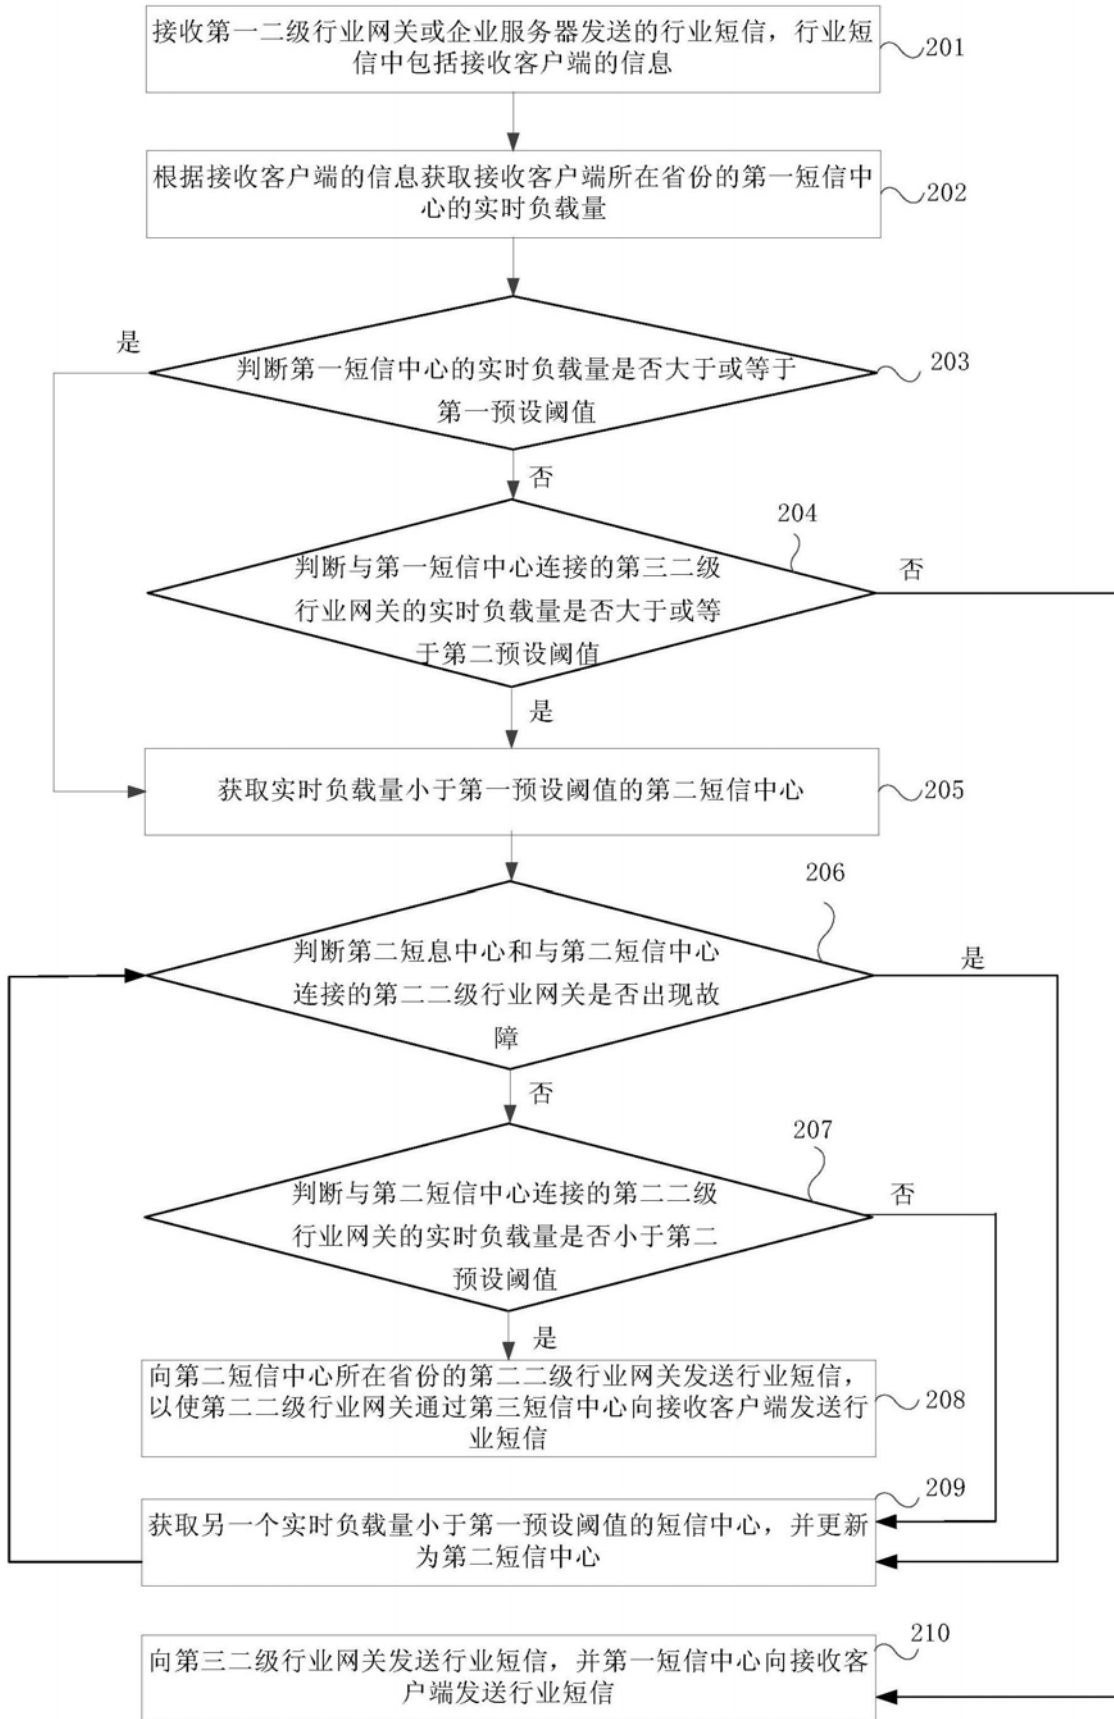 接收第一二级行业网关或企业服务器发送的行业短信，行业短
信中包括接收客户端的信息
201
根据接收客户端的信息获取接收客户端所在省份的第一短信中
心的实时负载量
202
是
判断第一短信中心的实时负载量是否大于或等于
第一预设阈值
203
否
204
判断与第一短信中心连接的第三二级
行业网关的实时负载量是否大于或等
于第二预设阈值
否
是
获取实时负载量小于第一预设阈值的第二短信中心
205
206
判断第二短息中心和与第二短信中心
连接的第二二级行业网关是否出现故
障
是
否
207
判断与第二短信中心连接的第二二级
行业网关的实时负载量是否小于第二
预设阈值
否
是
向第二短信中心所在省份的第二二级行业网关发送行业短信，
以使第二二级行业网关通过第三短信中心向接收客户端发送行
业短信
208
209
获取另一个实时负载量小于第一预设阈值的短信中心，并更新
为第二短信中心
210
向第三二级行业网关发送行业短信，并第一短信中心向接收客
户端发送行业短信